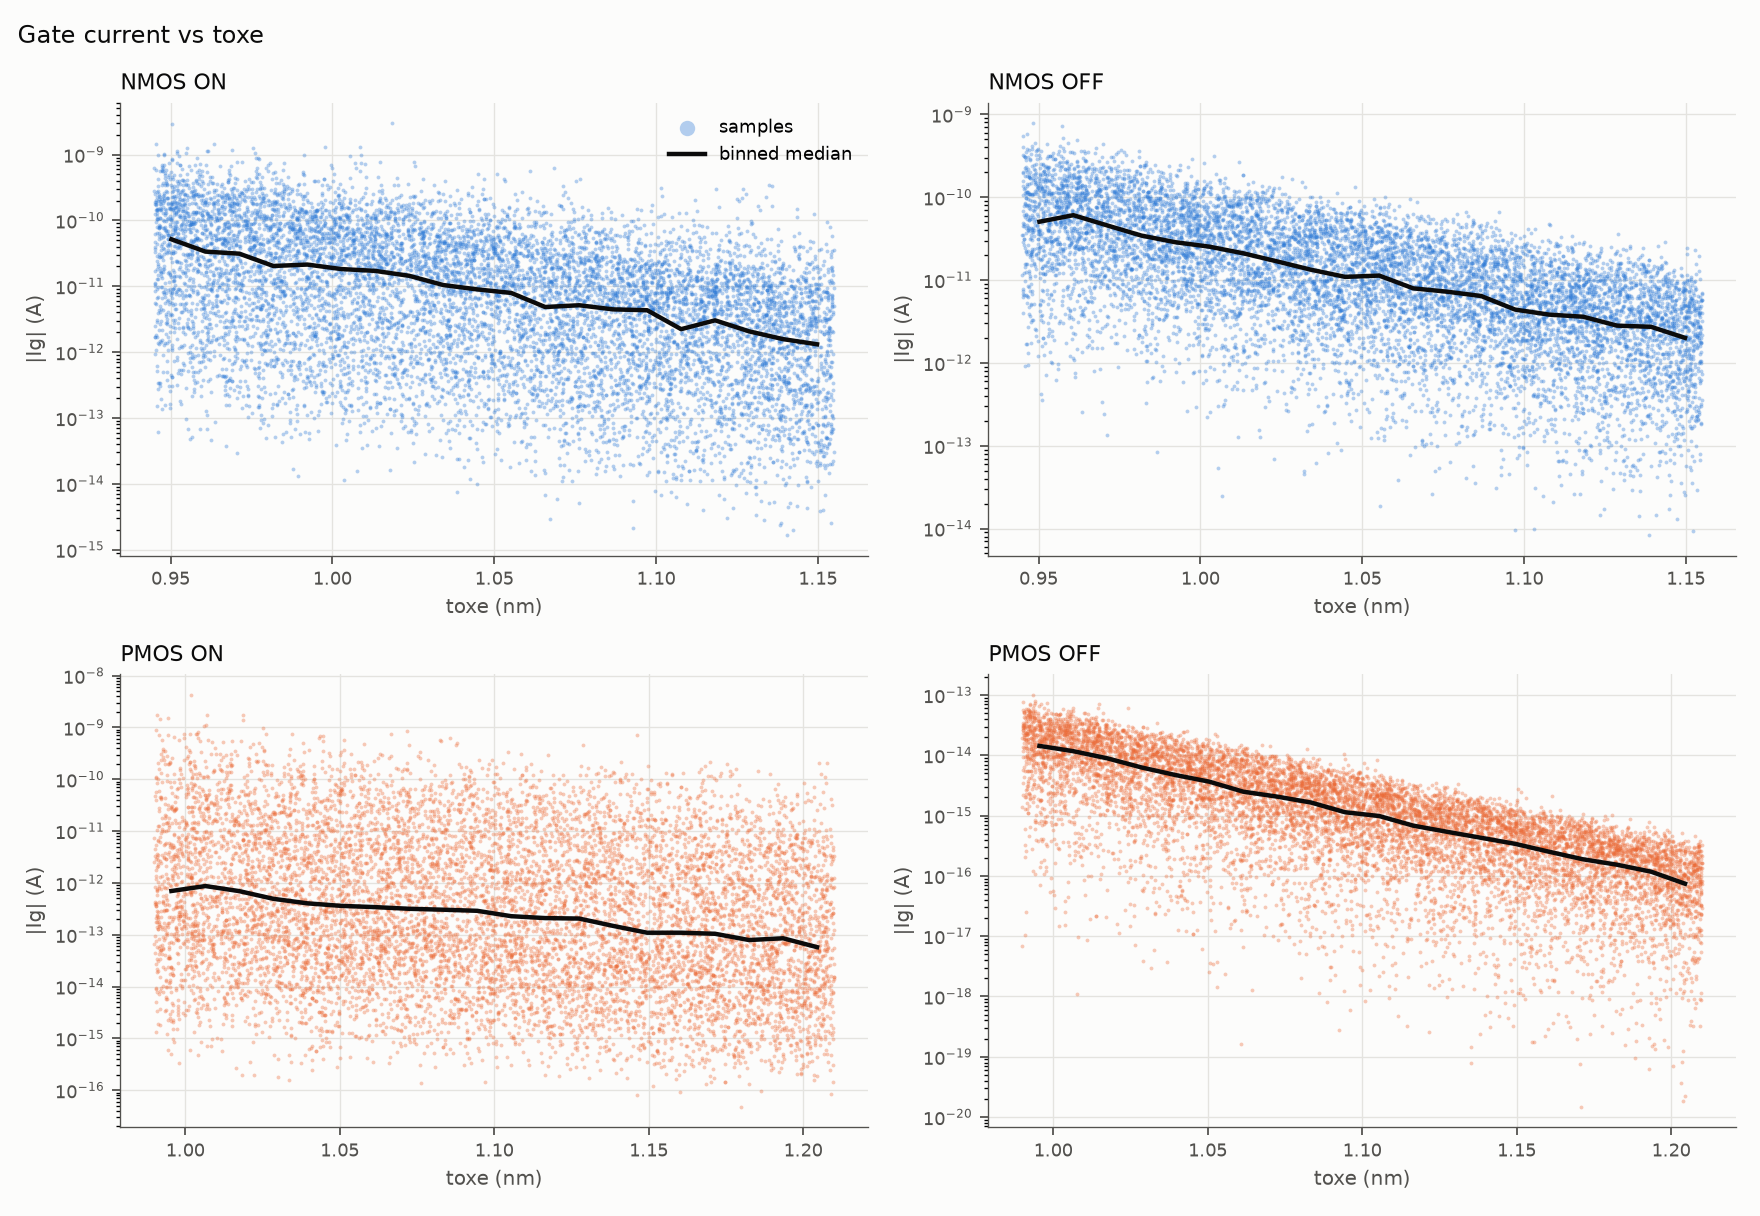 Gate current vs toxe
NMOS ON
samples
binned median
10⁻⁹
10⁻¹⁰
10⁻¹¹
10⁻¹²
10⁻¹³
10⁻¹⁴
10⁻¹⁵
|Ig| (A)
0.95 1.00 1.05 1.10 1.15
toxe (nm)
NMOS OFF
10⁻⁹
10⁻¹⁰
10⁻¹¹
10⁻¹²
10⁻¹³
10⁻¹⁴
|Ig| (A)
0.95 1.00 1.05 1.10 1.15
toxe (nm)
PMOS ON
10⁻⁸
10⁻⁹
10⁻¹⁰
10⁻¹¹
10⁻¹²
10⁻¹³
10⁻¹⁴
10⁻¹⁵
10⁻¹⁶
|Ig| (A)
1.00 1.05 1.10 1.15 1.20
toxe (nm)
PMOS OFF
10⁻¹³
10⁻¹⁴
10⁻¹⁵
10⁻¹⁶
10⁻¹⁷
10⁻¹⁸
10⁻¹⁹
10⁻²⁰
|Ig| (A)
1.00 1.05 1.10 1.15 1.20
toxe (nm)